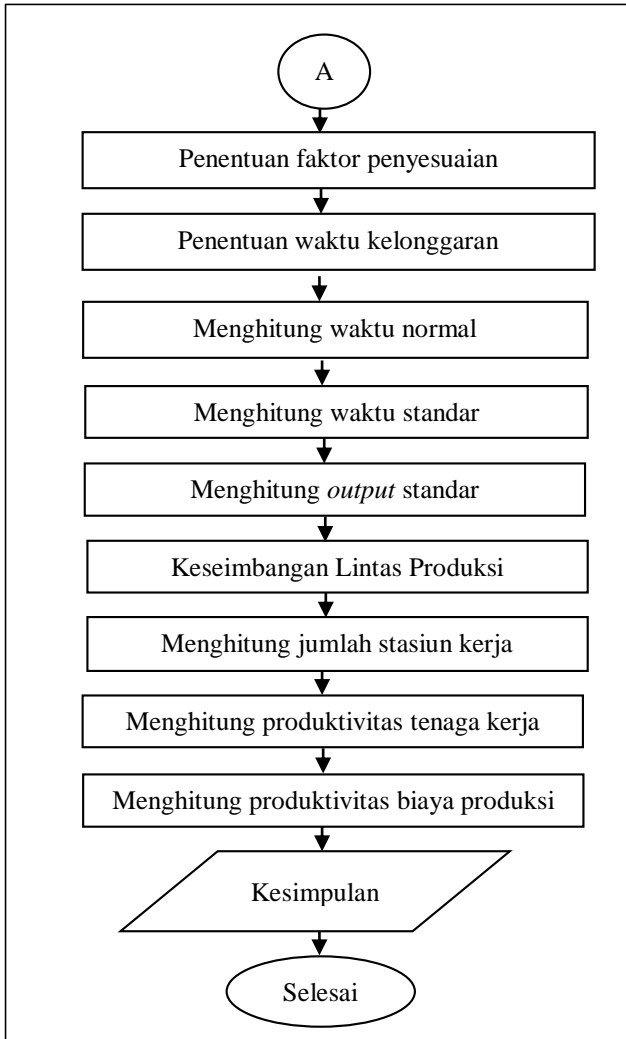 A
Penentuan faktor penyesuaian
Penentuan waktu kelonggaran
Menghitung waktu normal
Menghitung waktu standar
Menghitung output standar
Keseimbangan Lintas Produksi
Menghitung jumlah stasiun kerja
Menghitung produktivitas tenaga kerja
Menghitung produktivitas biaya produksi
Kesimpulan
Selesai